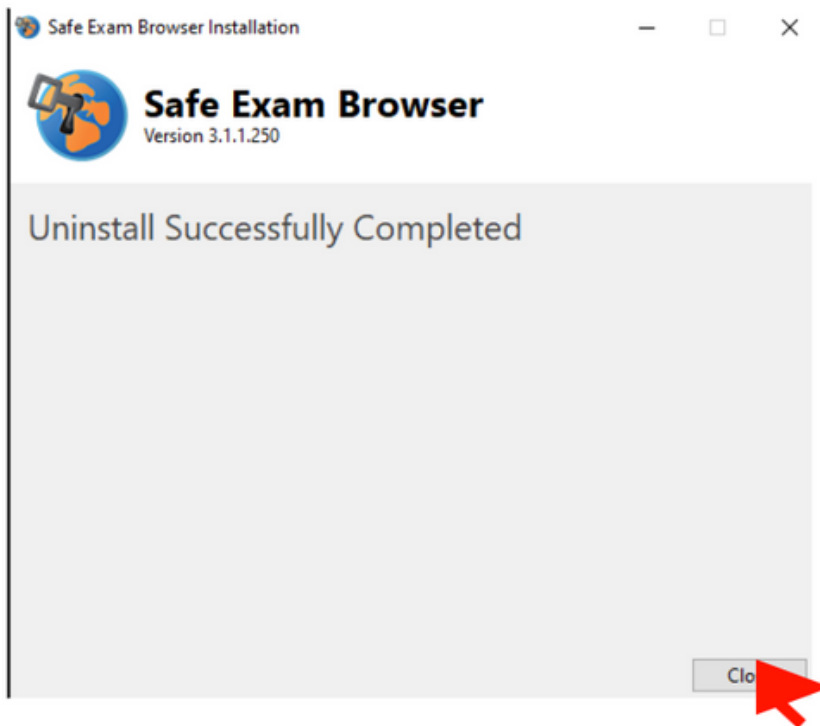 Safe Exam Browser Installation
Safe Exam Browser
Version 3.1.1.250
Uninstall Successfully Completed